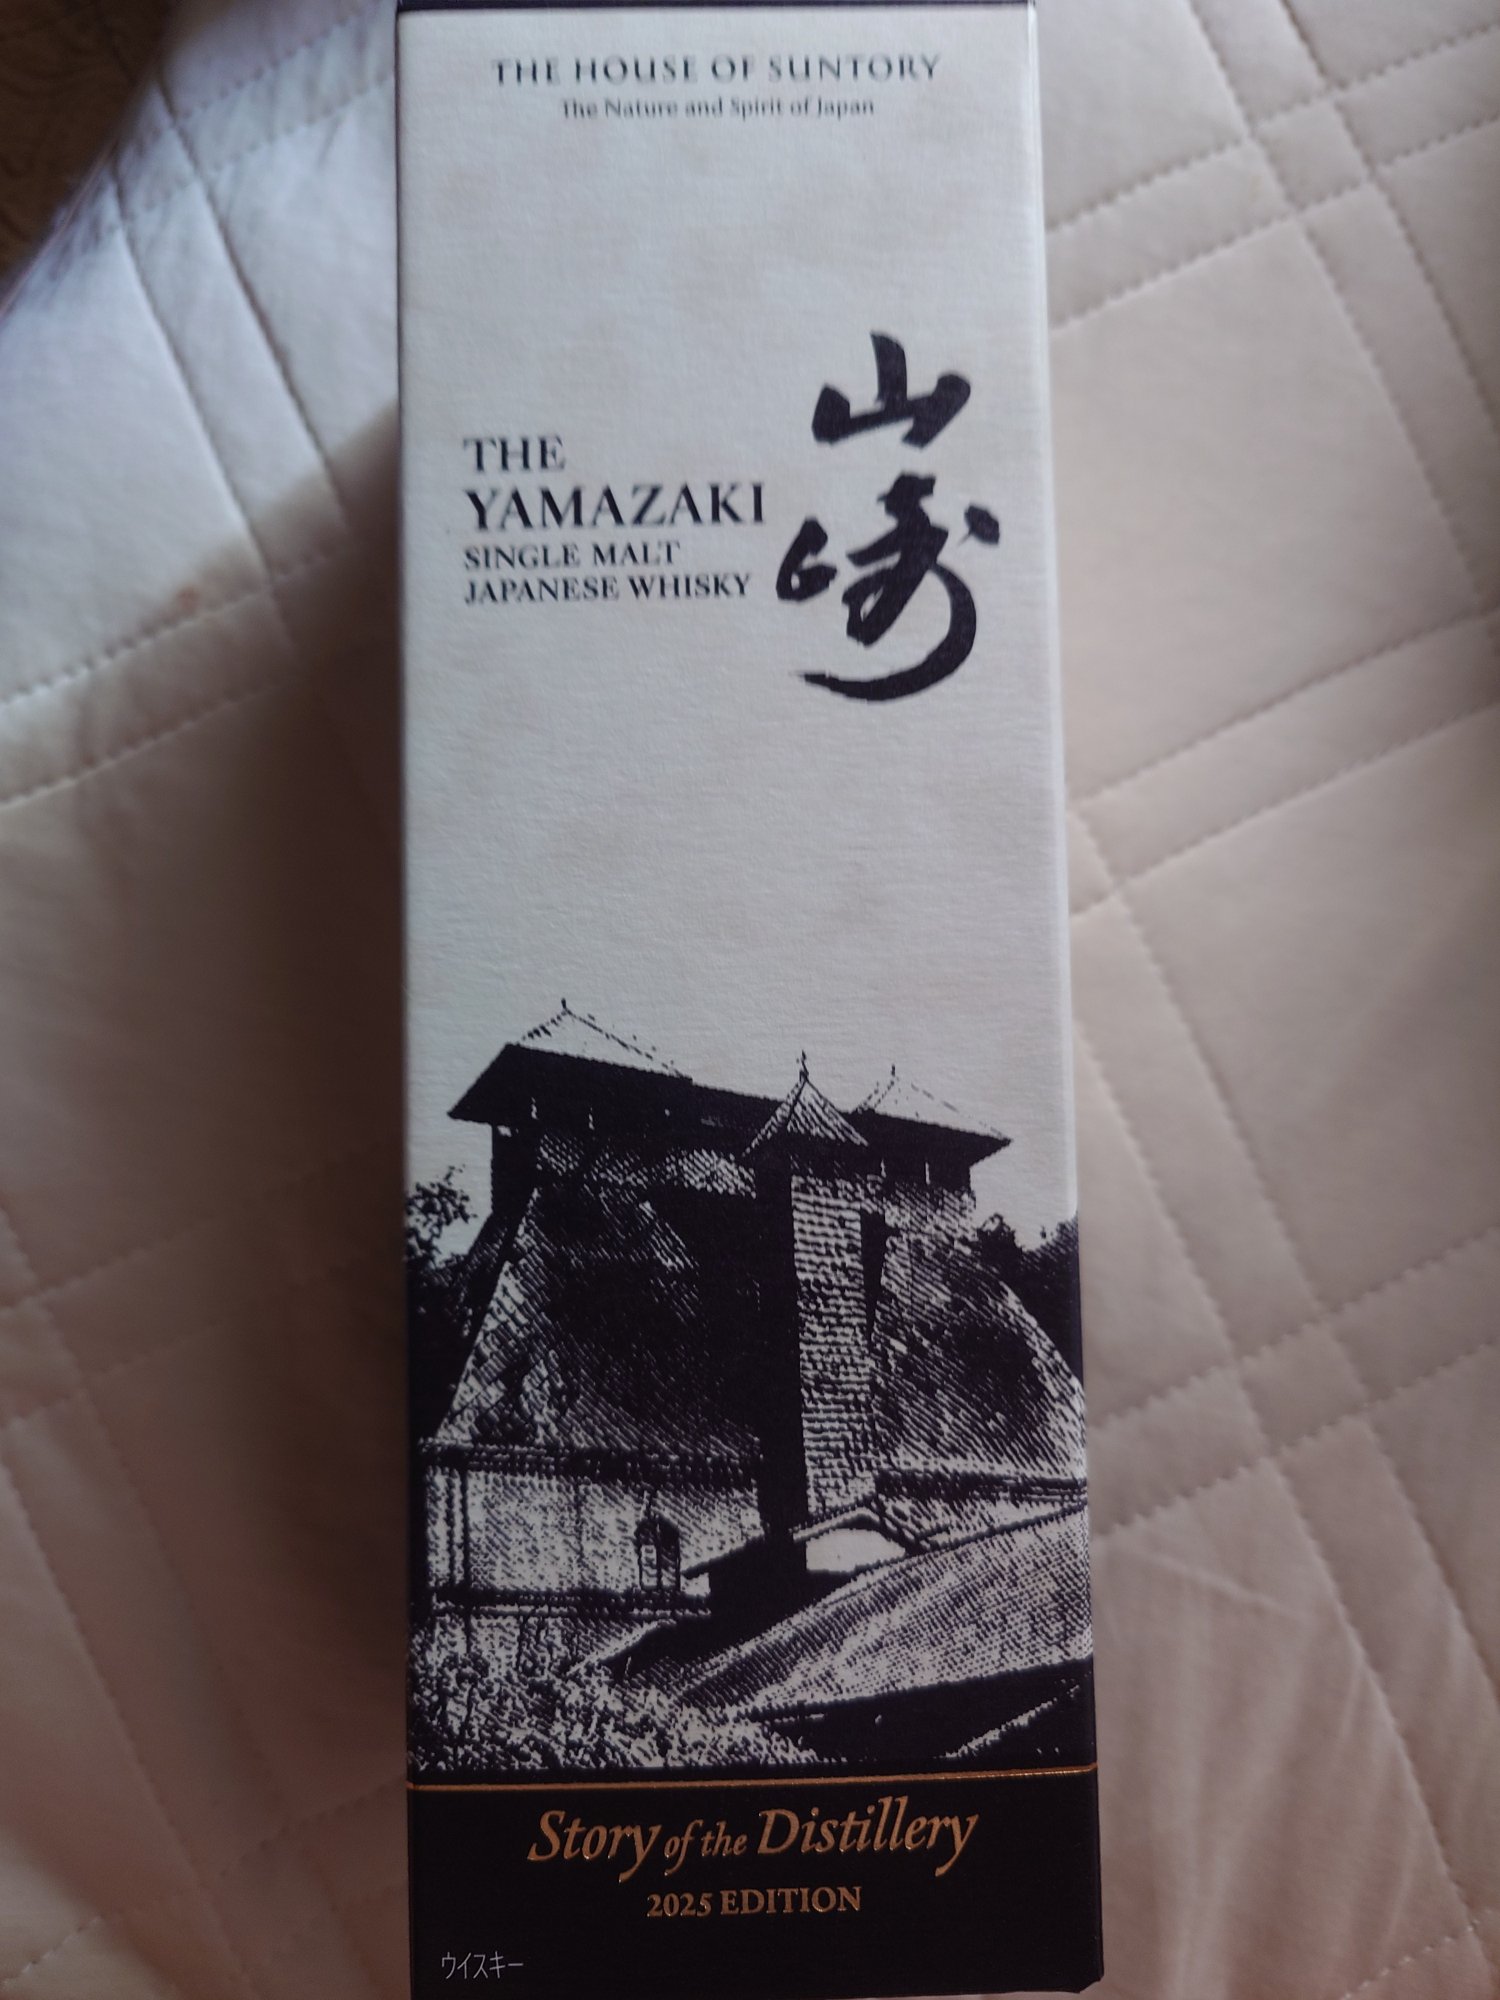 THE HOUSE OF SUNTORY
The Nature and Spirit of Japan
山崎
THE
YAMAZAKI
SINGLE MALT
JAPANESE WHISKY
Story of the Distillery
2025 EDITION
ウイスキー